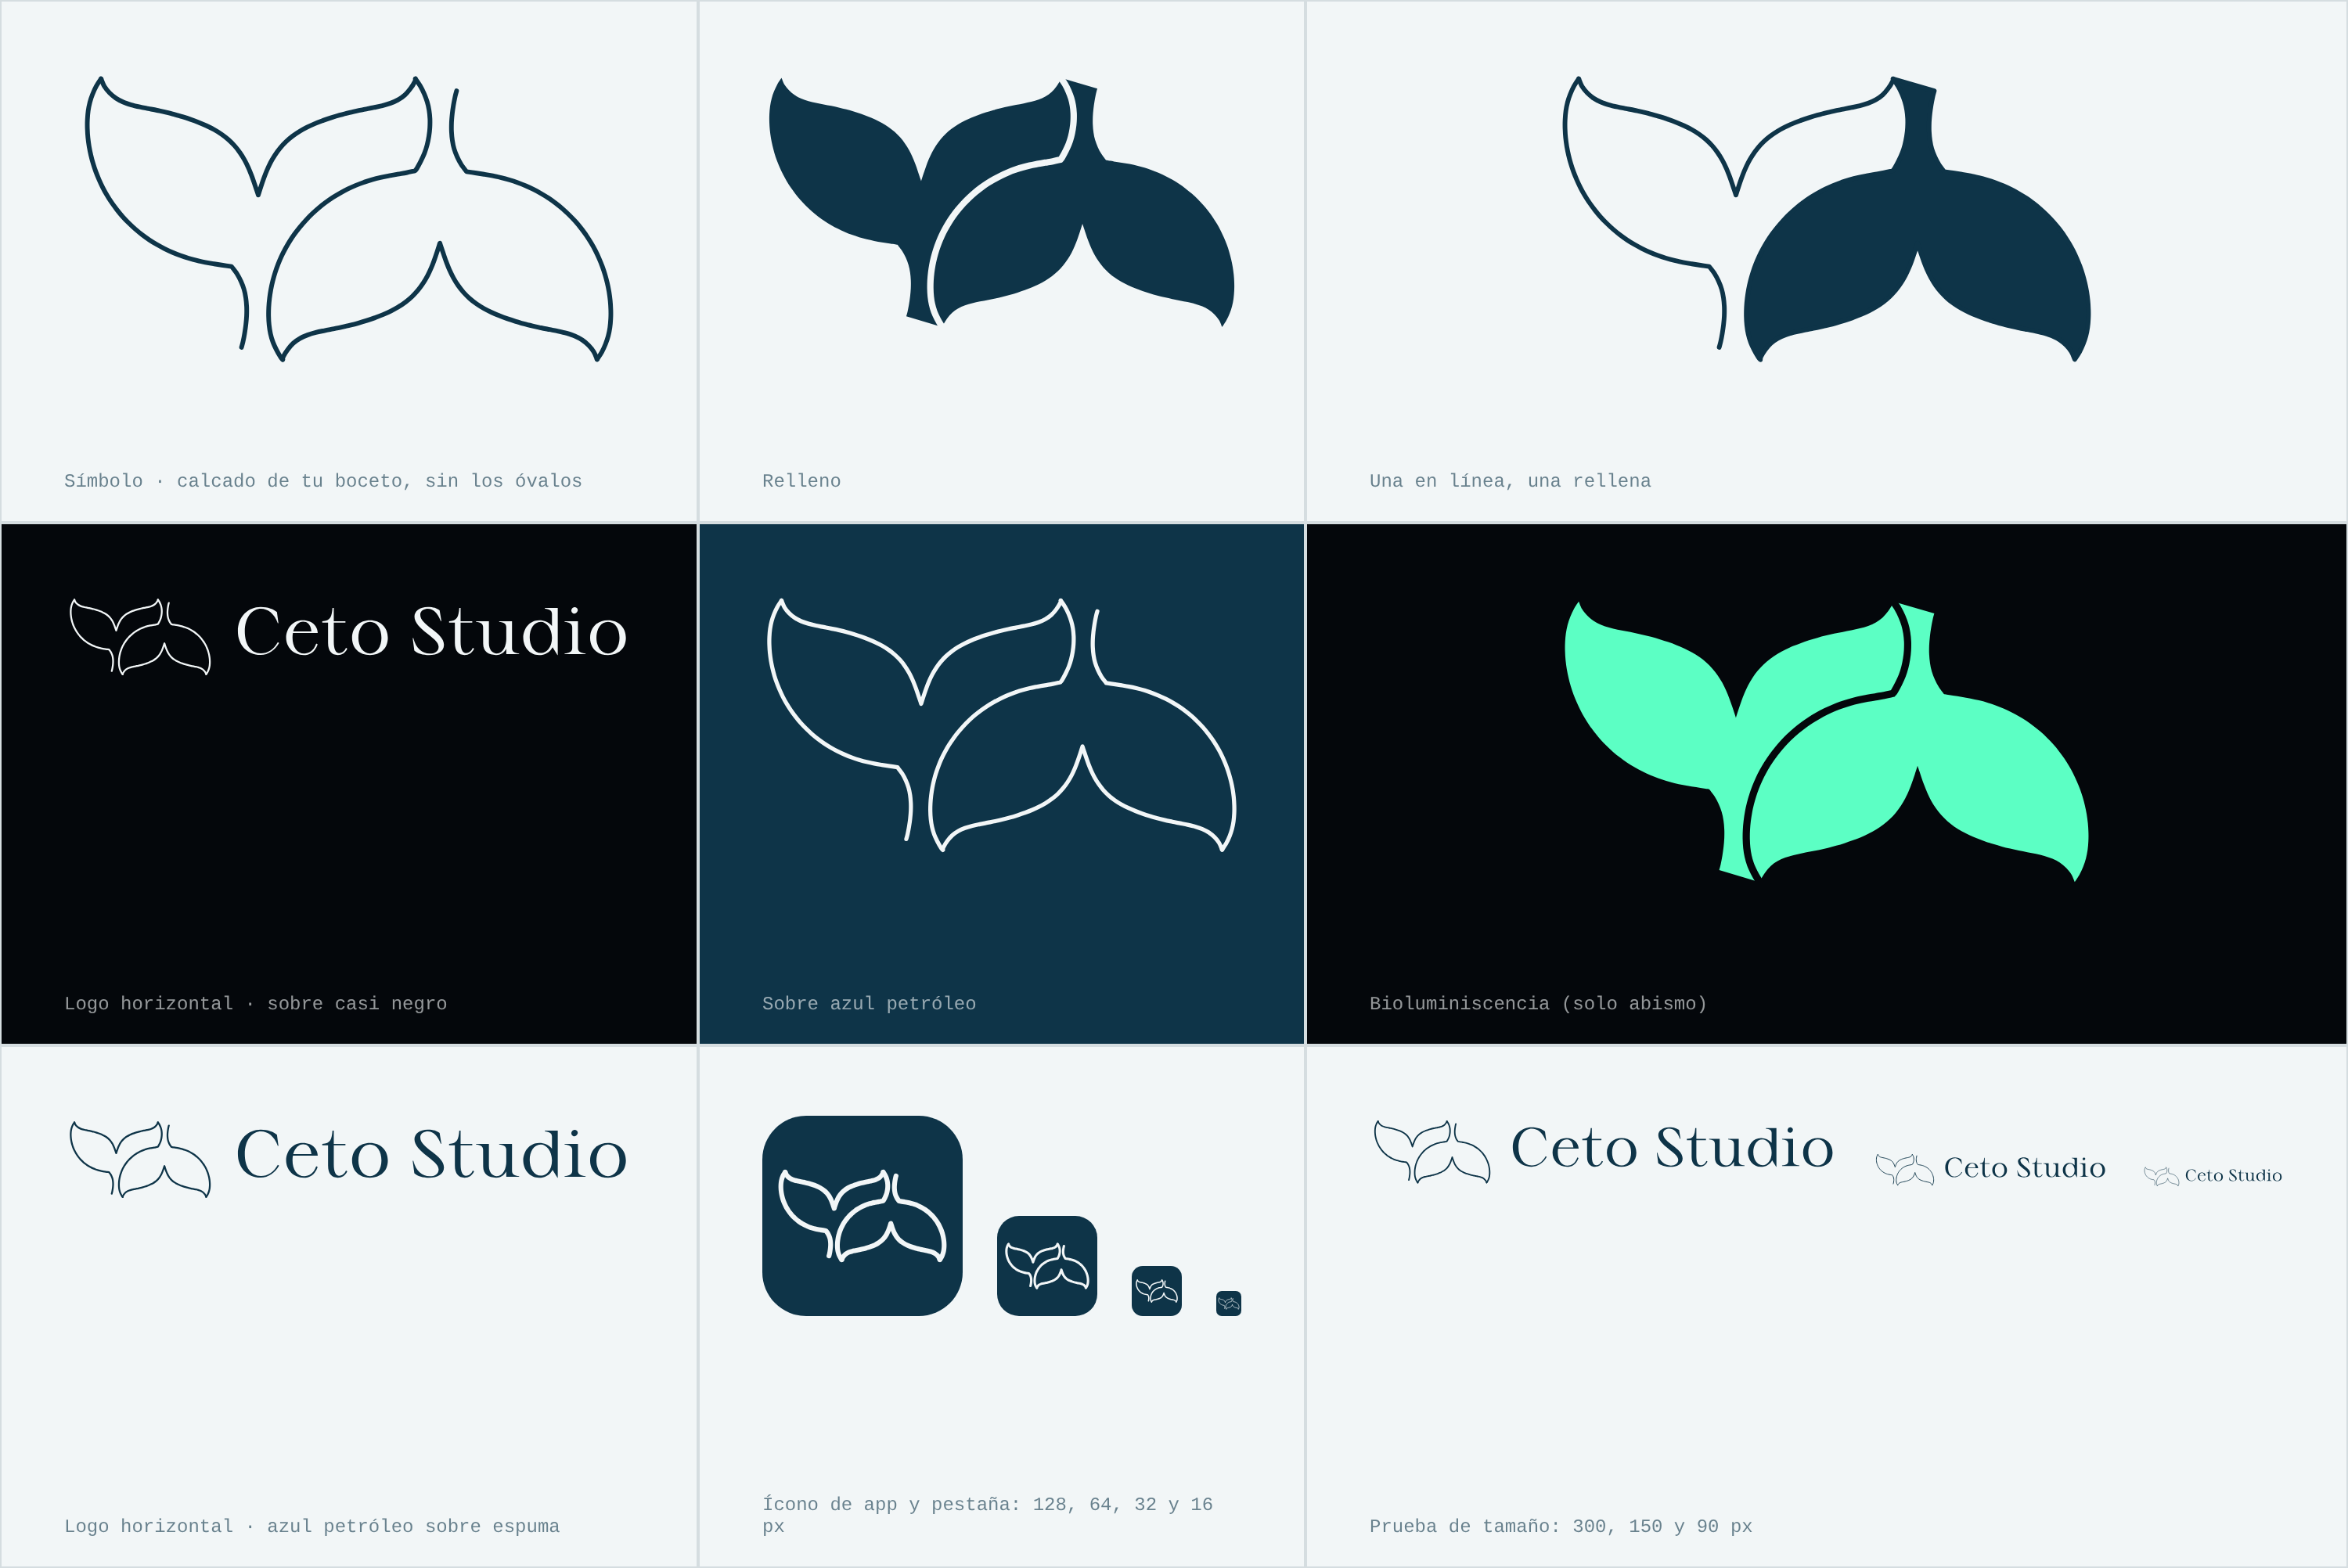 Símbolo · calcado de tu boceto, sin los óvalos
Relleno
Una en línea, una rellena
Ceto Studio
Logo horizontal · sobre casi negro
Sobre azul petróleo
Bioluminiscencia (solo abismo)
Ceto Studio
Logo horizontal · azul petróleo sobre espuma
Ícono de app y pestaña: 128, 64, 32 y 16
px
Ceto Studio
Ceto Studio
Ceto Studio
Prueba de tamaño: 300, 150 y 90 px